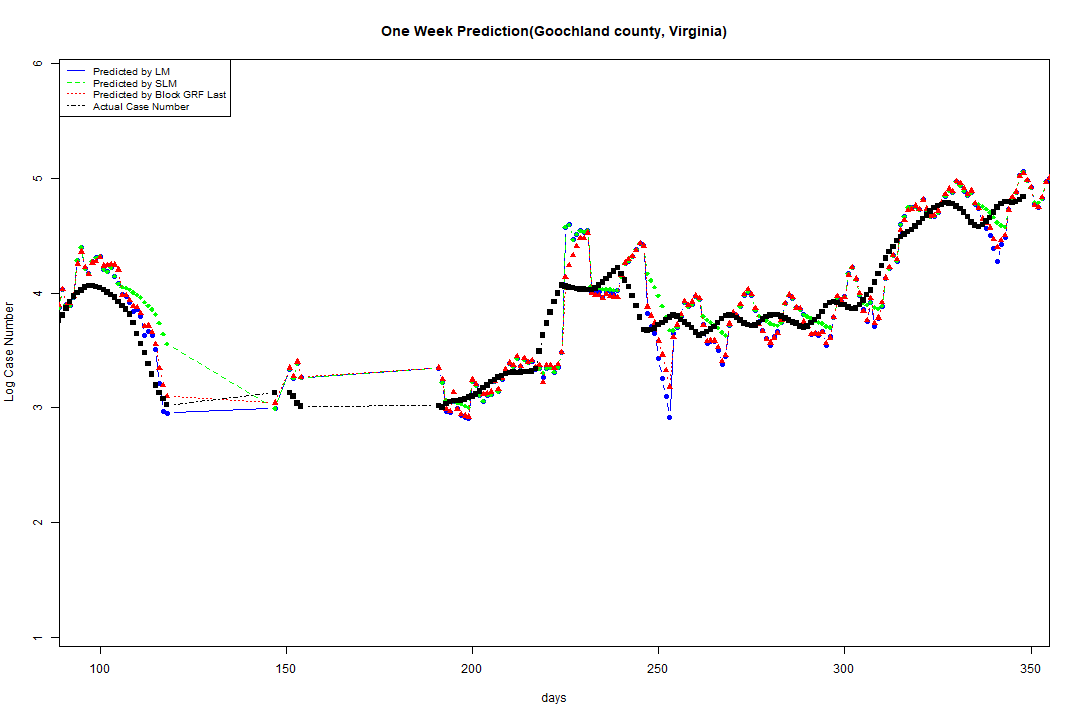 One Week Prediction(Goochland county, Virginia)
Predicted by LM
Predicted by SLM
Predicted by Block GRF Last
Actual Case Number
6
5
4
3
2
1
Log Case Number
100 150 200 250 300 350
days